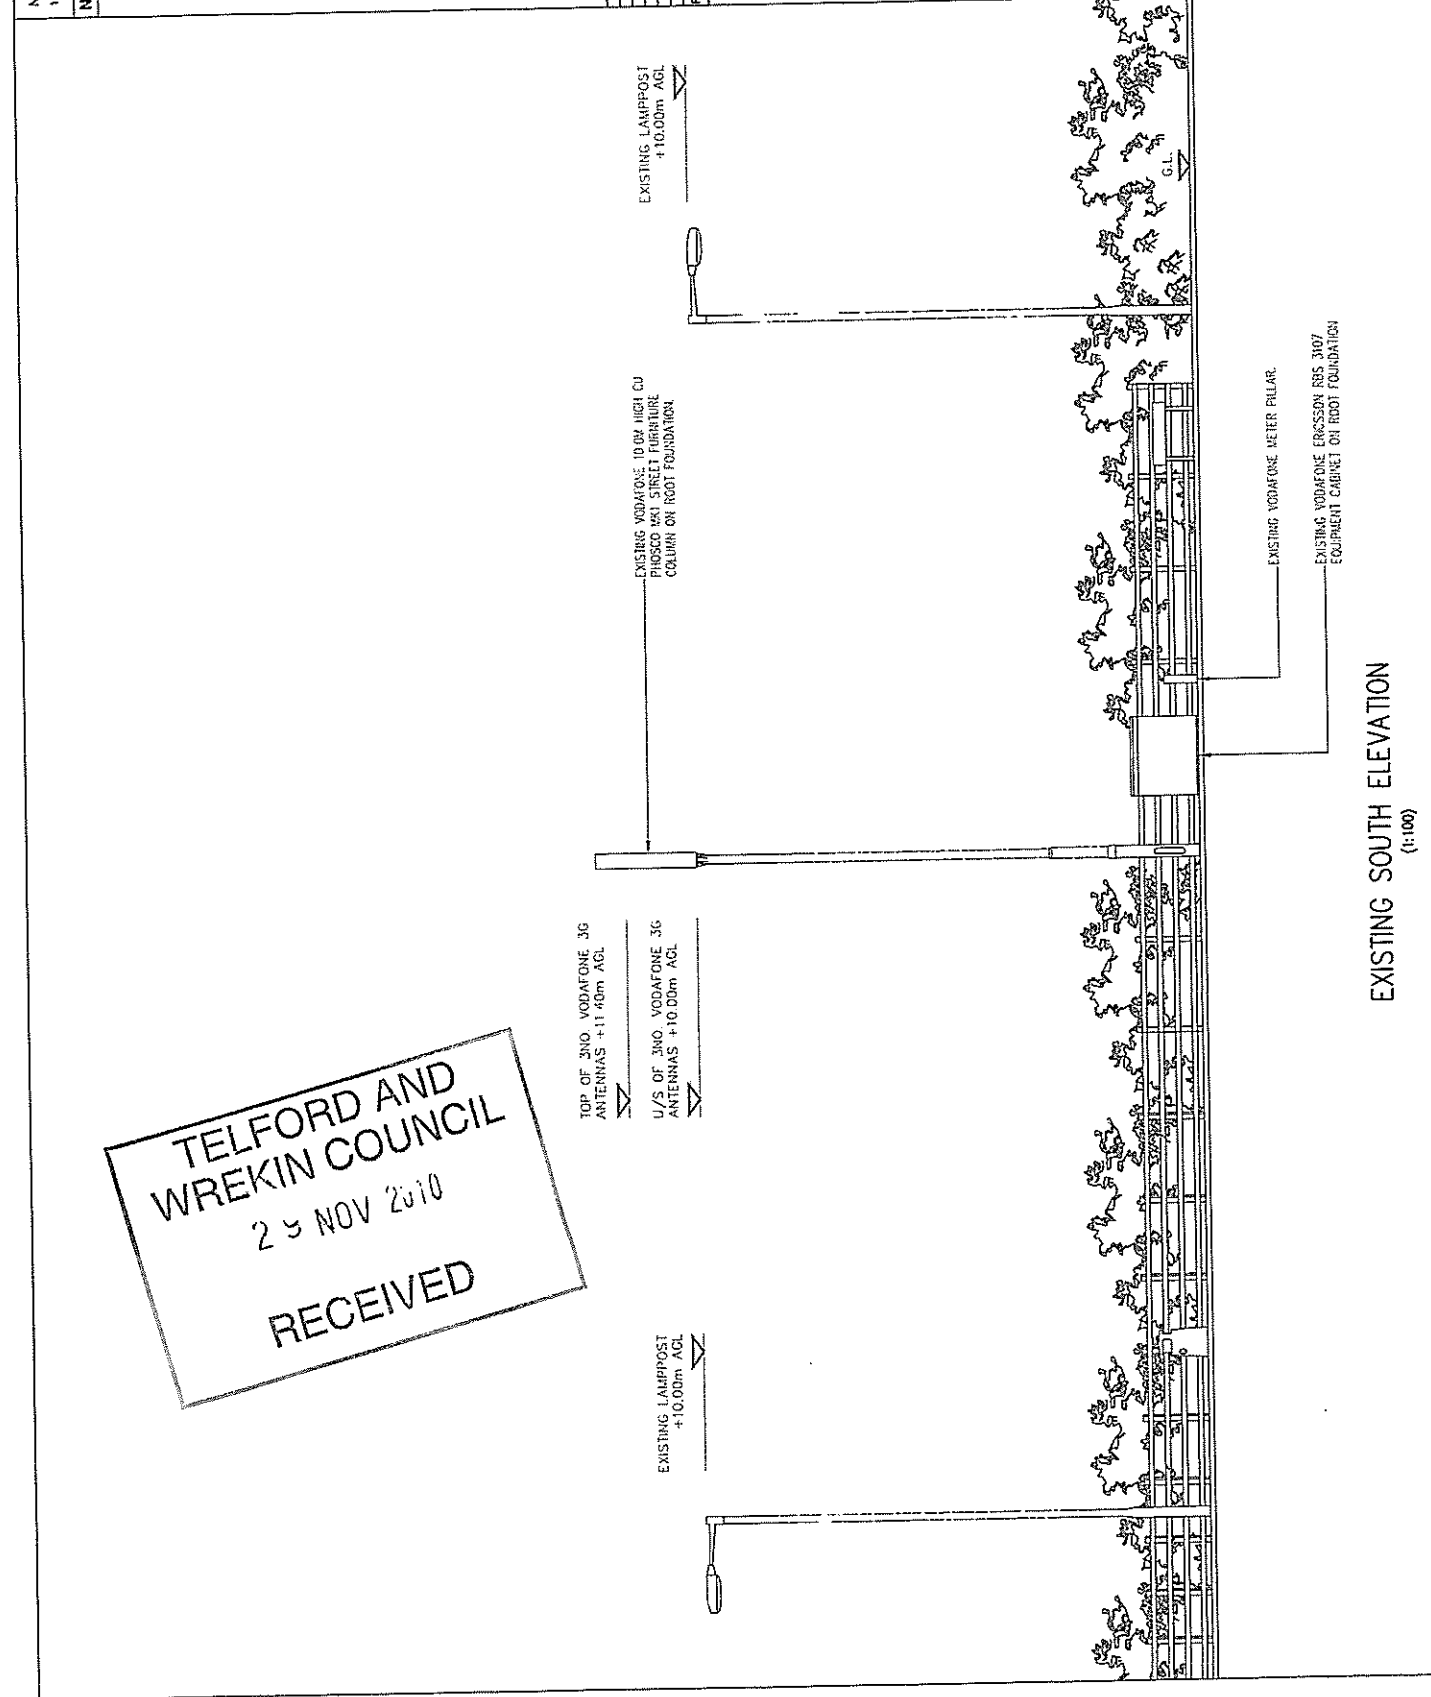 TELFORD AND
WREKIN COUNCIL
NOV
RECEIVED
EXISTING LAMPPOST
+10.00m AGL
TOP OF 3NO. VODAFONE 3G
ANTENNAS +11.40m AGL
U/S OF 3NO. VODAFONE 3G
ANTENNAS +10.00m AGL
EXISTING VODAFONE 10.0M HIGH CU
PHOSCO MK1 STREET FURNITURE
COLUMN ON ROOT FOUNDATION.
EXISTING LAMPPOST
+10.00m AGL
G.L.
EXISTING VODAFONE METER PILLAR.
EXISTING VODAFONE ERICSSON RBS 3107
EQUIPMENT CABINET ON ROOT FOUNDATION
EXISTING SOUTH ELEVATION
(1:100)